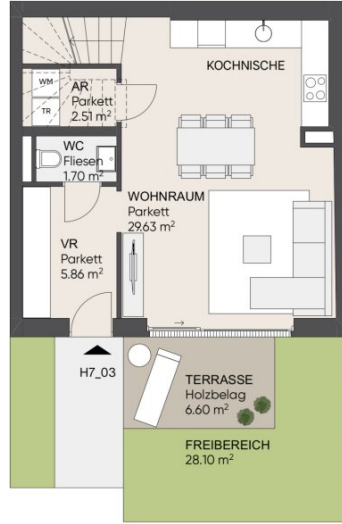 KOCHNISCHE
WM
AR
Parkett
2.51 m²
TR
WC
Fliesen
1.70 m²
WOHNRAUM
Parkett
29.63 m²
VR
Parkett
5.86 m²
H7_03
TERRASSE
Holzbelag
6.60 m²
FREIBEREICH
28.10 m²